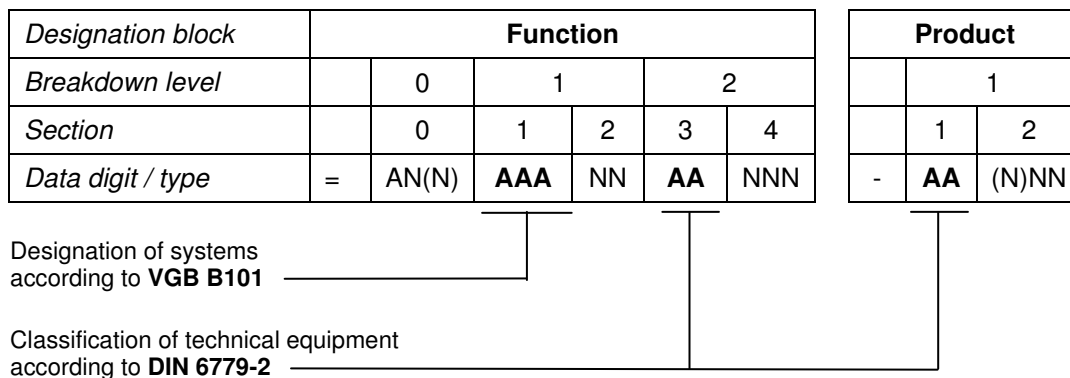 Designation block Function Product
Breakdown level 0 1 2 1
Section 0 1 2 3 4 1 2
Data digit / type = AN(N) AAA NN AA NNN - AA (N)NN
Designation of systems
according to VGB B101
Classification of technical equipment
according to DIN 6779-2